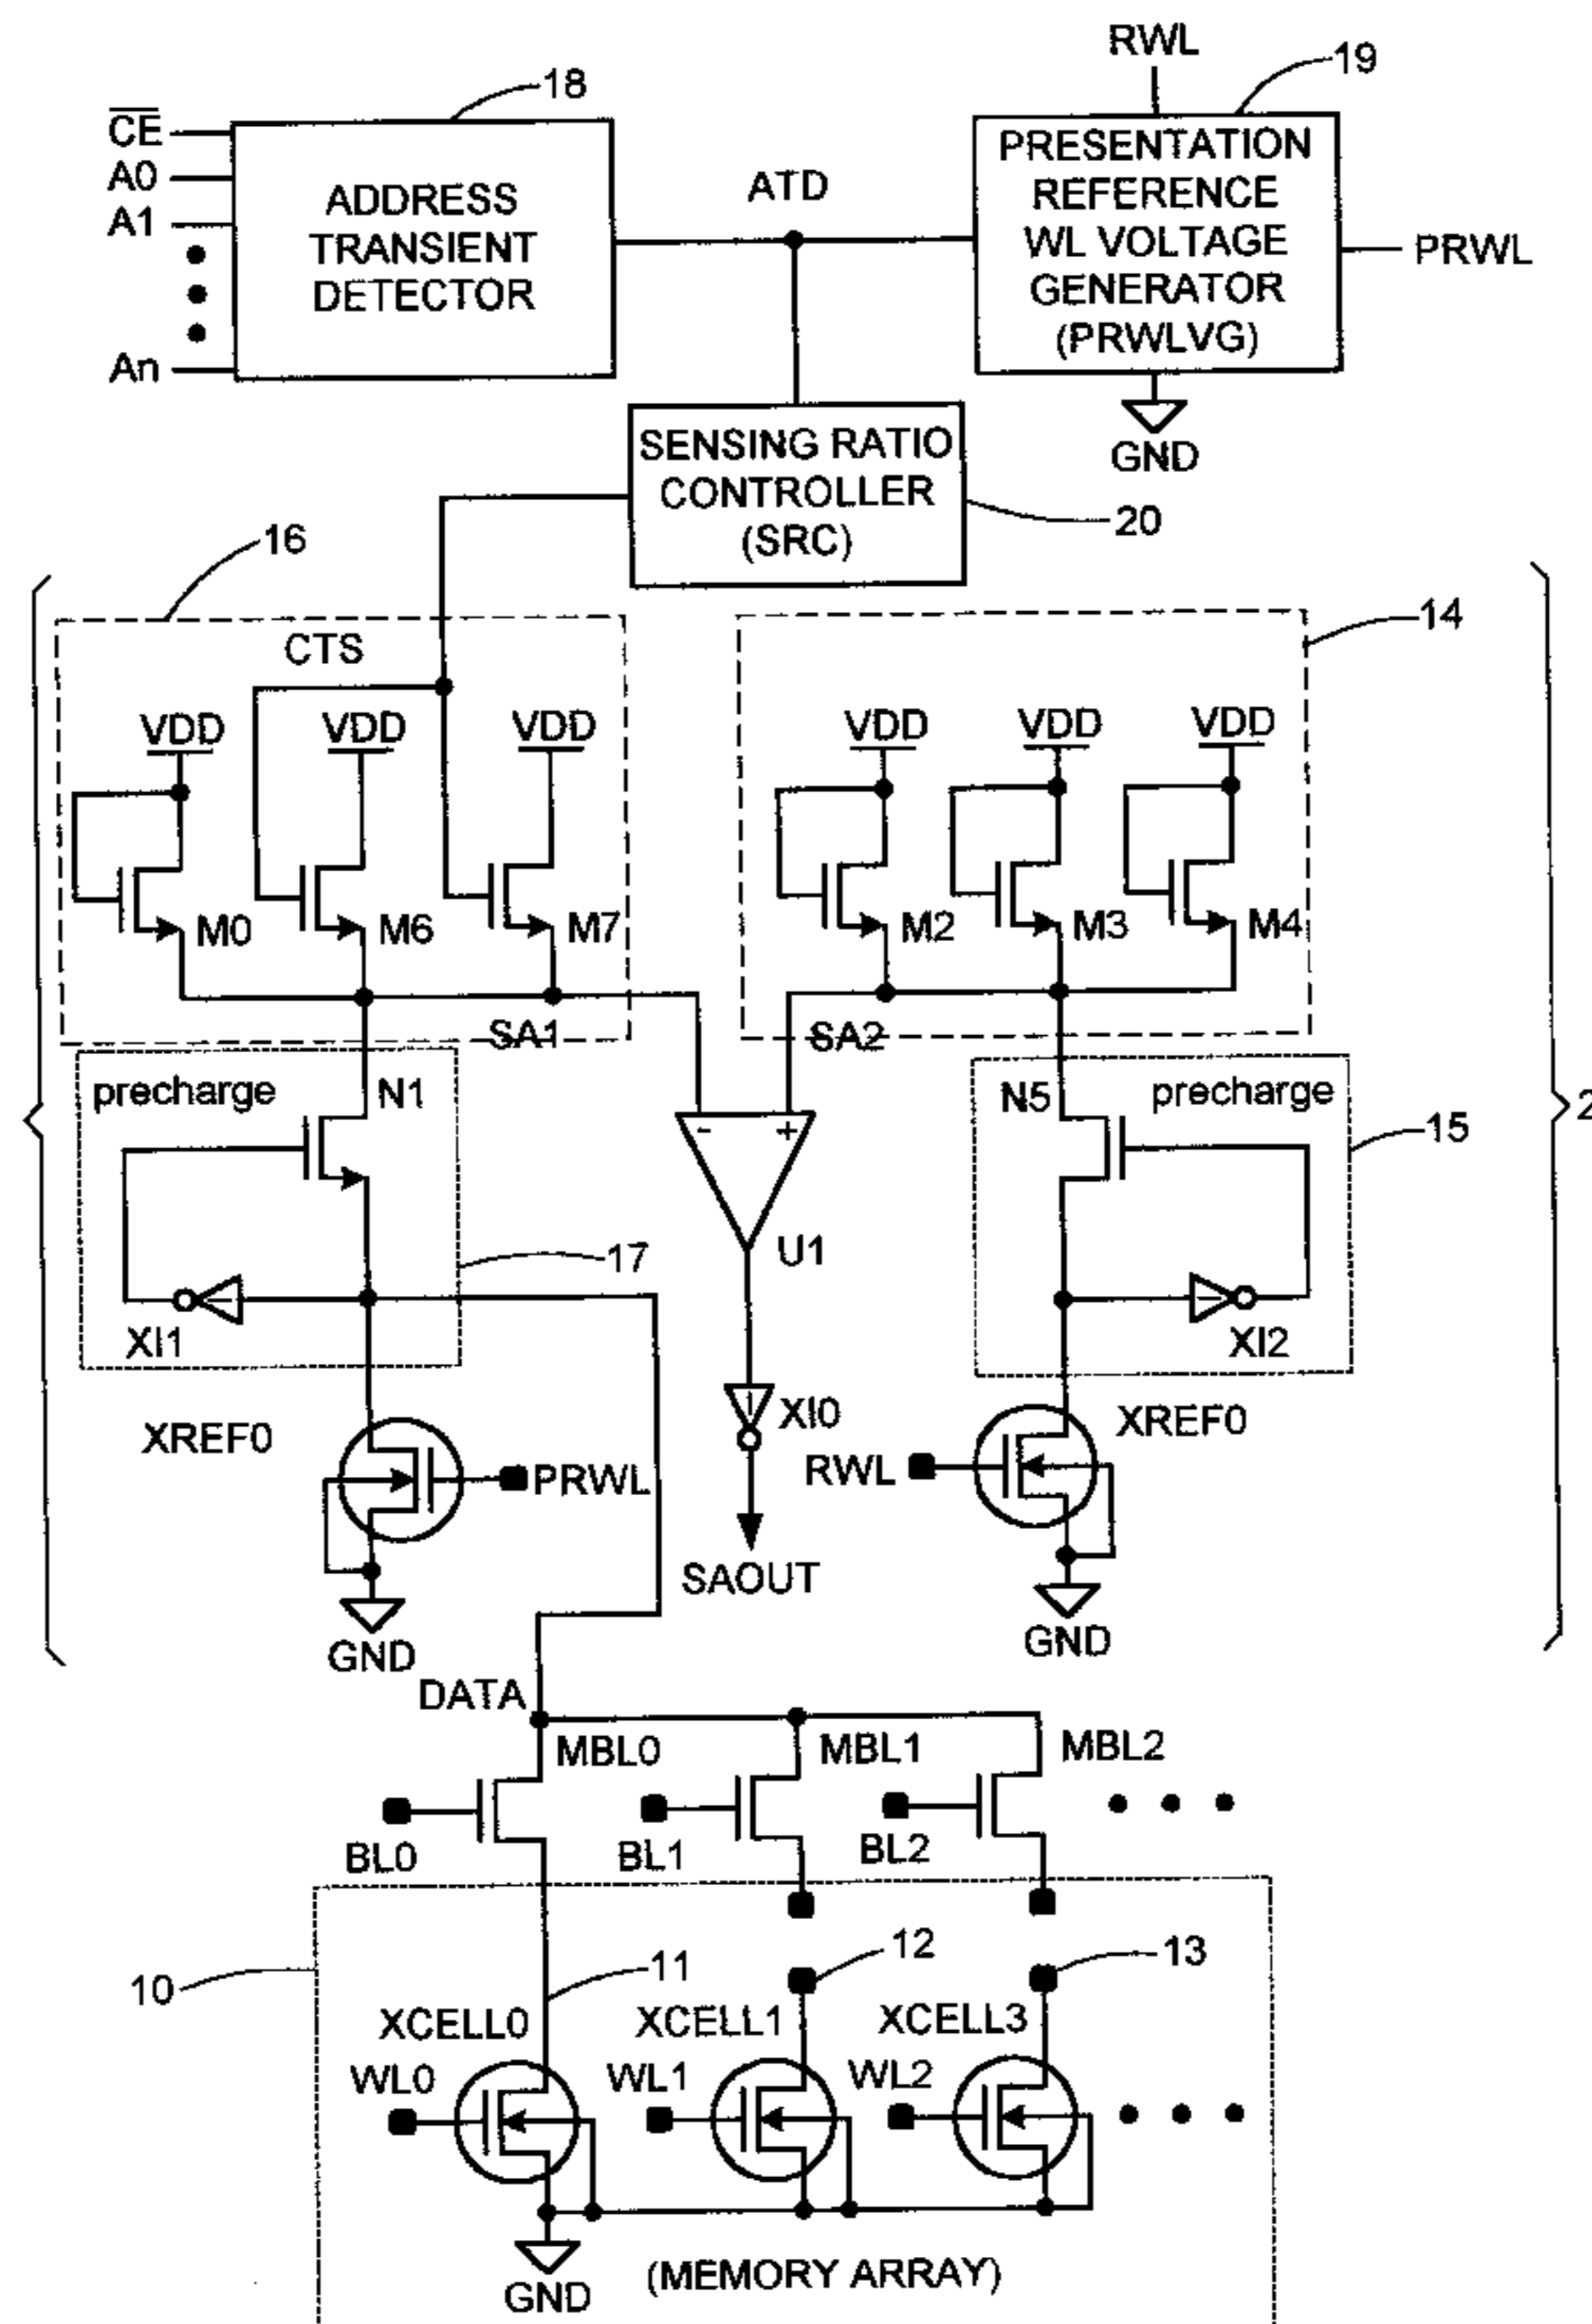 RWL
19
18
CE
A0
A1
An
ADDRESS
TRANSIENT
DETECTOR
ATD
PRESENTATION
REFERENCE
WL VOLTAGE
GENERATOR
(PRWLVG)
PRWL
GND
SENSING RATIO
CONTROLLER
(SRC)
20
16
14
CTS
VDD
VDD
VDD
VDD
VDD
VDD
M0
M6
M7
M2
M3
M4
SA1
SA2
precharge
N1
N5
precharge
2
15
-
+
U1
17
XI1
XI2
XREF0
PRWL
XI0
RWL
XREF0
SAOUT
GND
GND
DATA
MBL0
MBL1
MBL2
BL0
BL1
BL2
10
11
12
13
XCELL0
XCELL1
XCELL3
WL0
WL1
WL2
GND
(MEMORY ARRAY)